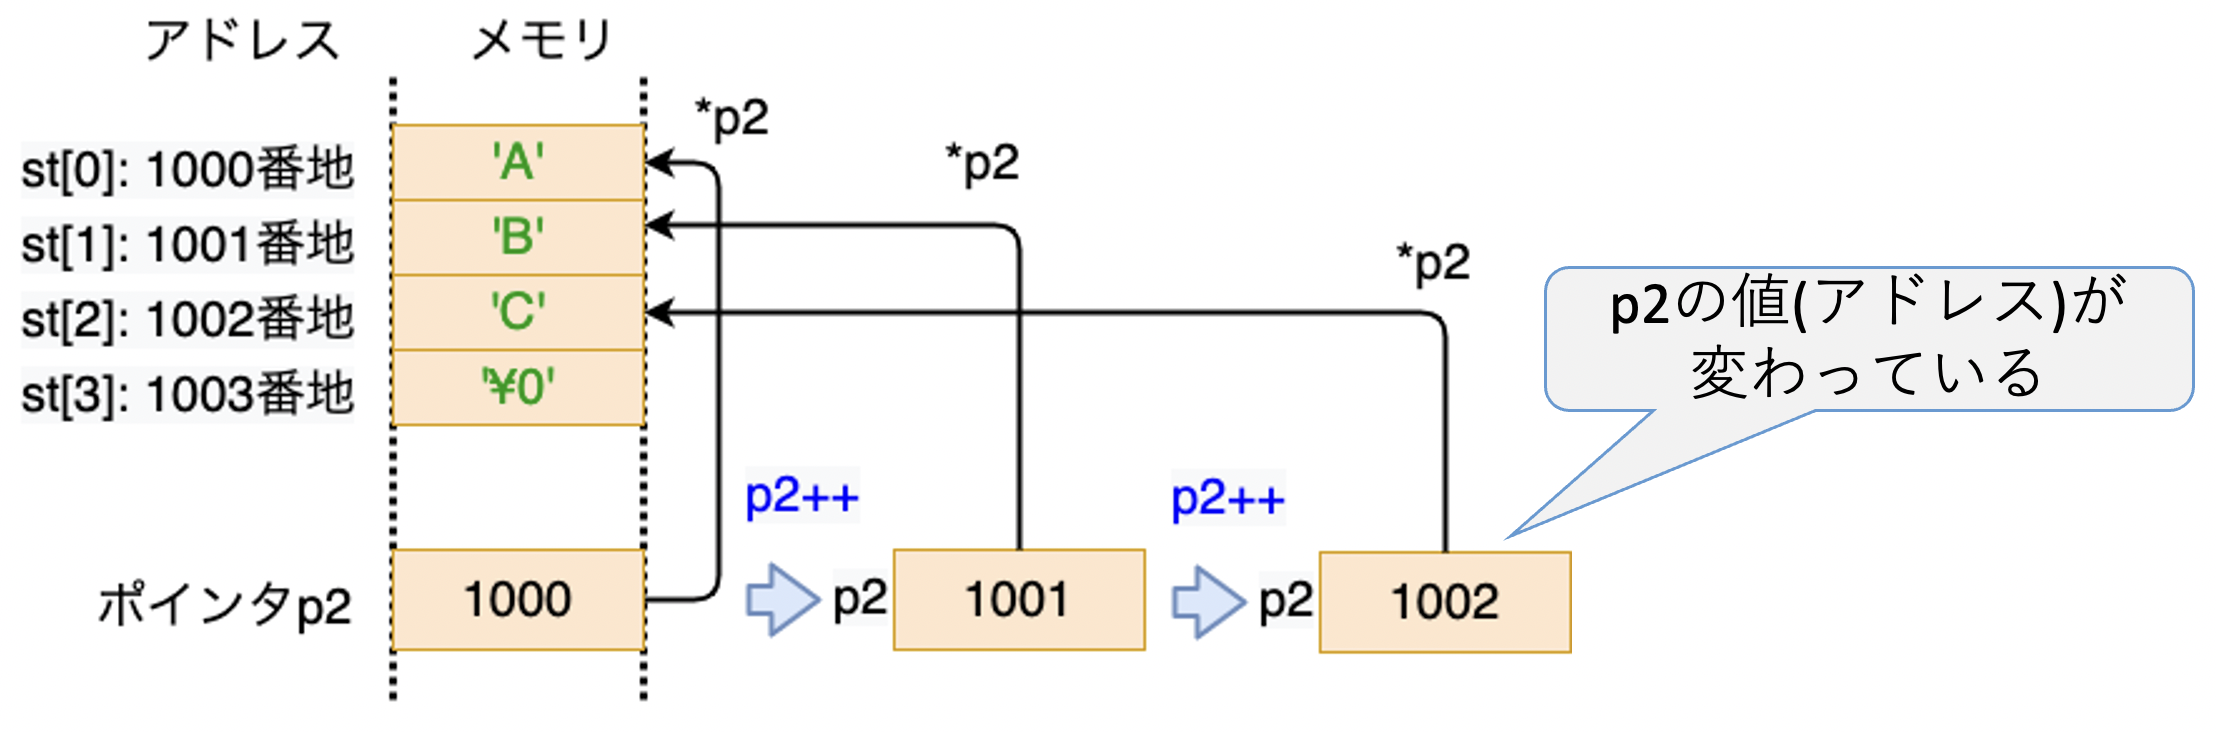 アドレス メモリ
*p2
*p2
st[0]: 1000番地 'A'
st[1]: 1001番地 'B'
*p2
st[2]: 1002番地 'C'
p2の値(アドレス)が
変わっている
st[3]: 1003番地 '¥0'
p2++ p2++
ポインタp2 1000 p2 1001 p2 1002